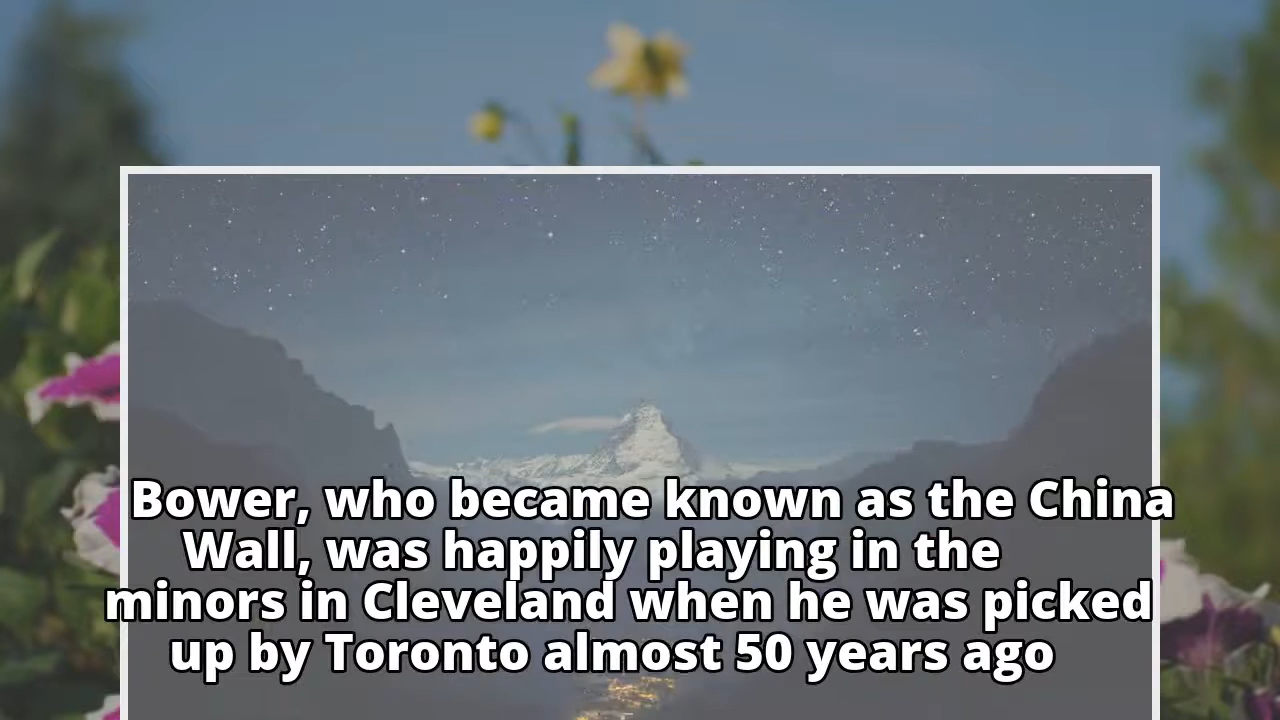 Bower, who became known as the China
Wall, was happily playing in the
minors in Cleveland when he was picked
up by Toronto almost 50 years ago